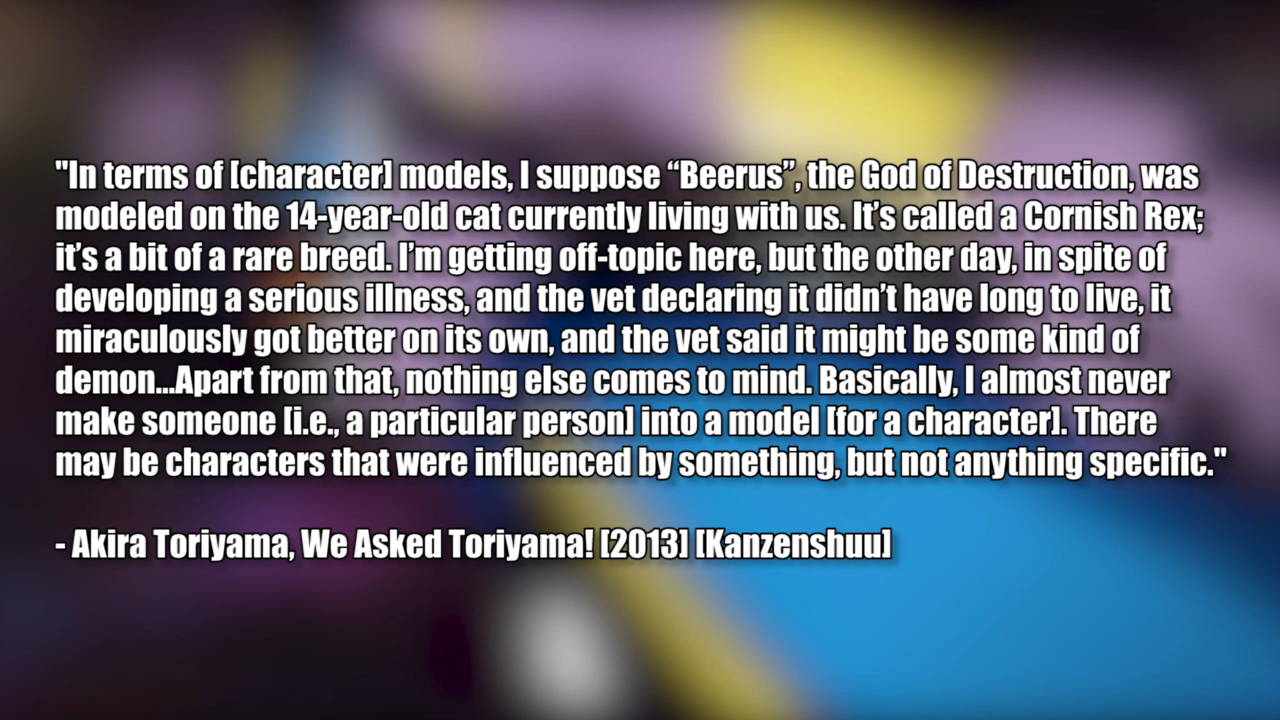 "In terms of [character] models, I suppose “Beerus”, the God of Destruction, was
modeled on the 14-year-old cat currently living with us. It’s called a Cornish Rex;
it’s a bit of a rare breed. I’m getting off-topic here, but the other day, in spite of
developing a serious illness, and the vet declaring it didn’t have long to live, it
miraculously got better on its own, and the vet said it might be some kind of
demon...Apart from that, nothing else comes to mind. Basically, I almost never
make someone [i.e., a particular person] into a model [for a character]. There
may be characters that were influenced by something, but not anything specific."
- Akira Toriyama, We Asked Toriyama! [2013] [Kanzenshuu]